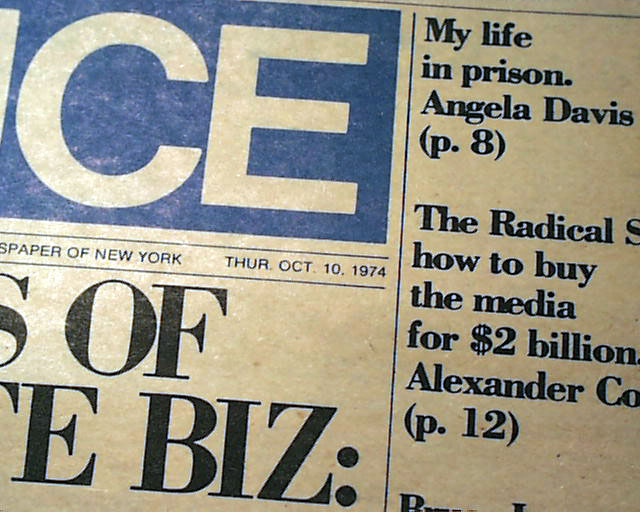 ICE
SPAPER OF NEW YORK THUR. OCT. 10, 1974
S OF
TE BIZ:
My life
in prison.
Angela Davis
(p. 8)
The Radical S
how to buy
the media
for $2 billion.
Alexander Co
(p. 12)